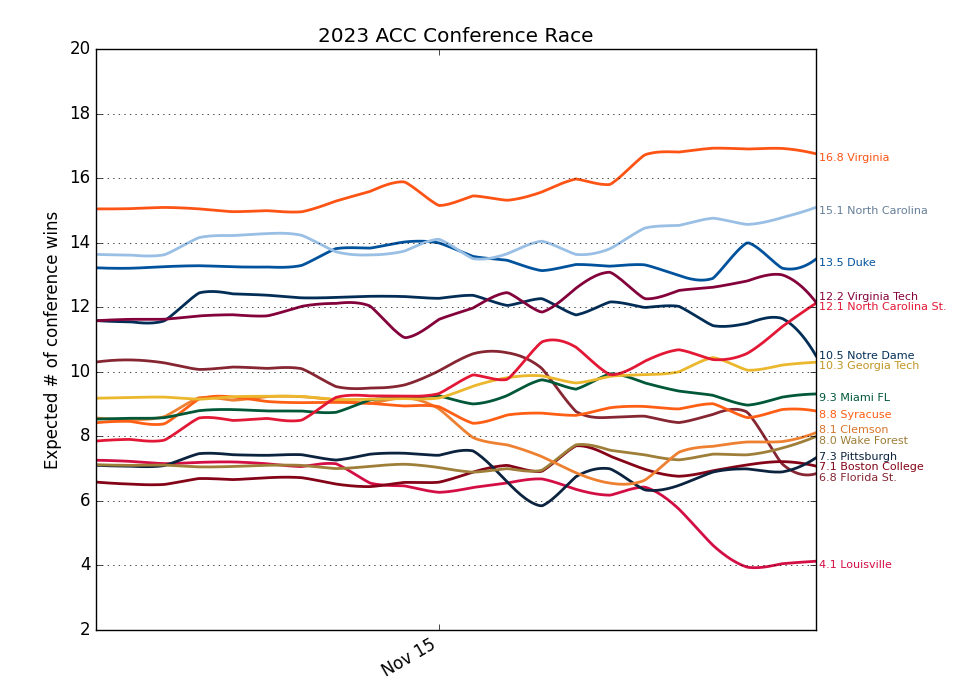 2023 ACC Conference Race
Expected # of conference wins
20
18
16
14
12
10
8
6
4
2
Nov 15
16.8 Virginia
15.1 North Carolina
13.5 Duke
12.2 Virginia Tech
12.1 North Carolina St.
10.5 Notre Dame
10.3 Georgia Tech
9.3 Miami FL
8.8 Syracuse
8.1 Clemson
8.0 Wake Forest
7.3 Pittsburgh
7.1 Boston College
6.8 Florida St.
4.1 Louisville